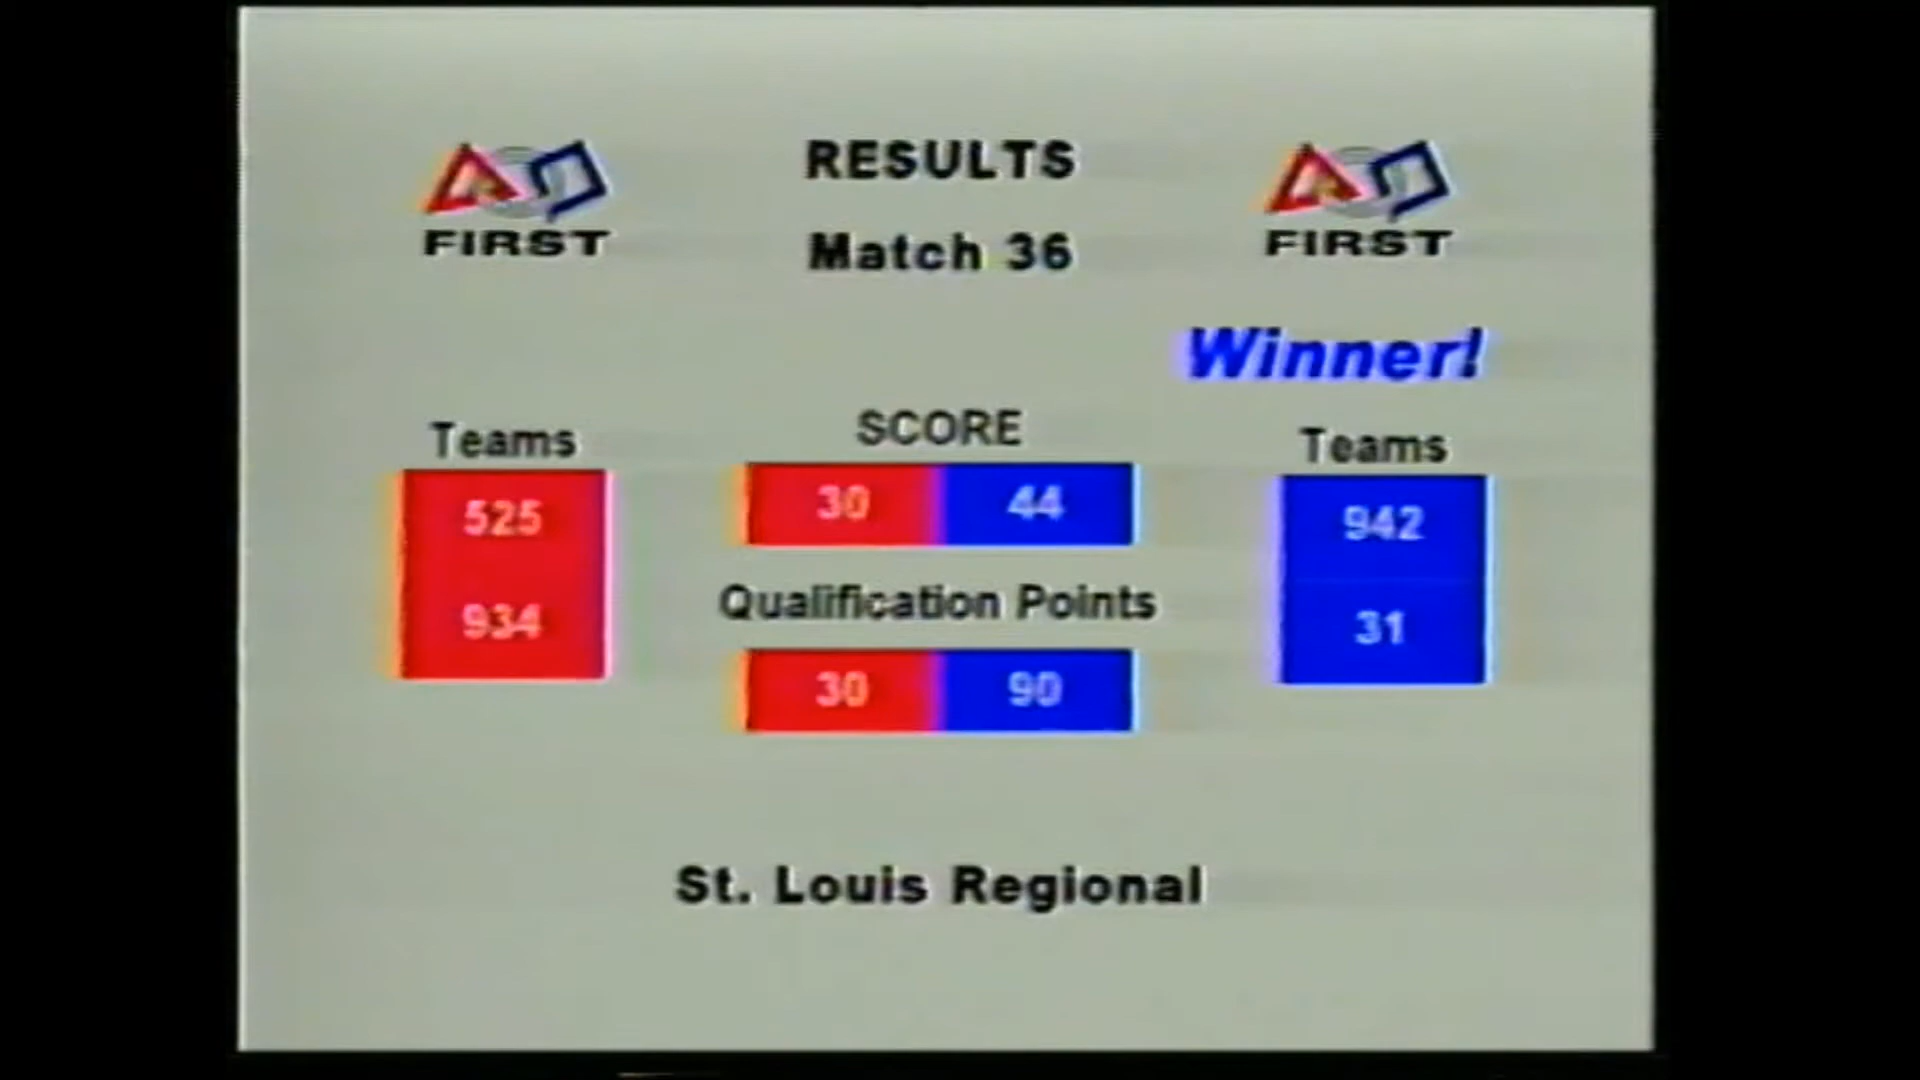 FIRST
RESULTS
FIRST
Match 36
Winner!
Teams
SCORE
Teams
525
30
44
942
934
Qualification Points
31
30
90
St. Louis Regional